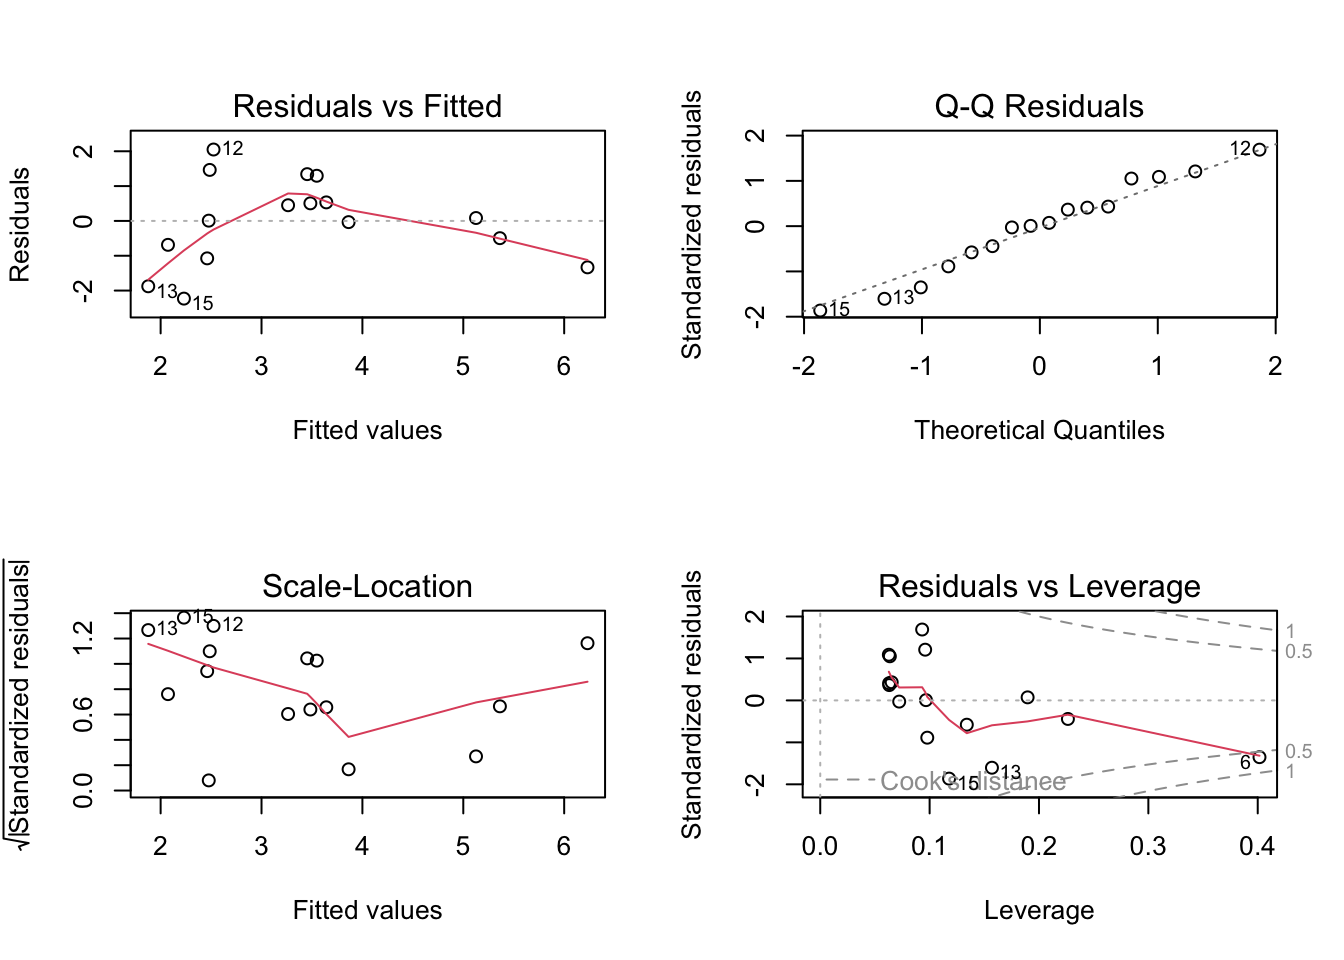 Residuals vs Fitted
Residuals
2
0
-2
12
13
15
2 3 4 5 6
Fitted values
Q-Q Residuals
Standardized residuals
2
1
0
-2
12
13
15
-2 -1 0 1 2
Theoretical Quantiles
Scale-Location
√|Standardized residuals|
1.2
0.6
0.0
13
15
12
2 3 4 5 6
Fitted values
Residuals vs Leverage
Standardized residuals
2
1
0
-2
1
0.5
0.5
1
6
13
15
Cook's distance
0.0 0.1 0.2 0.3 0.4
Leverage